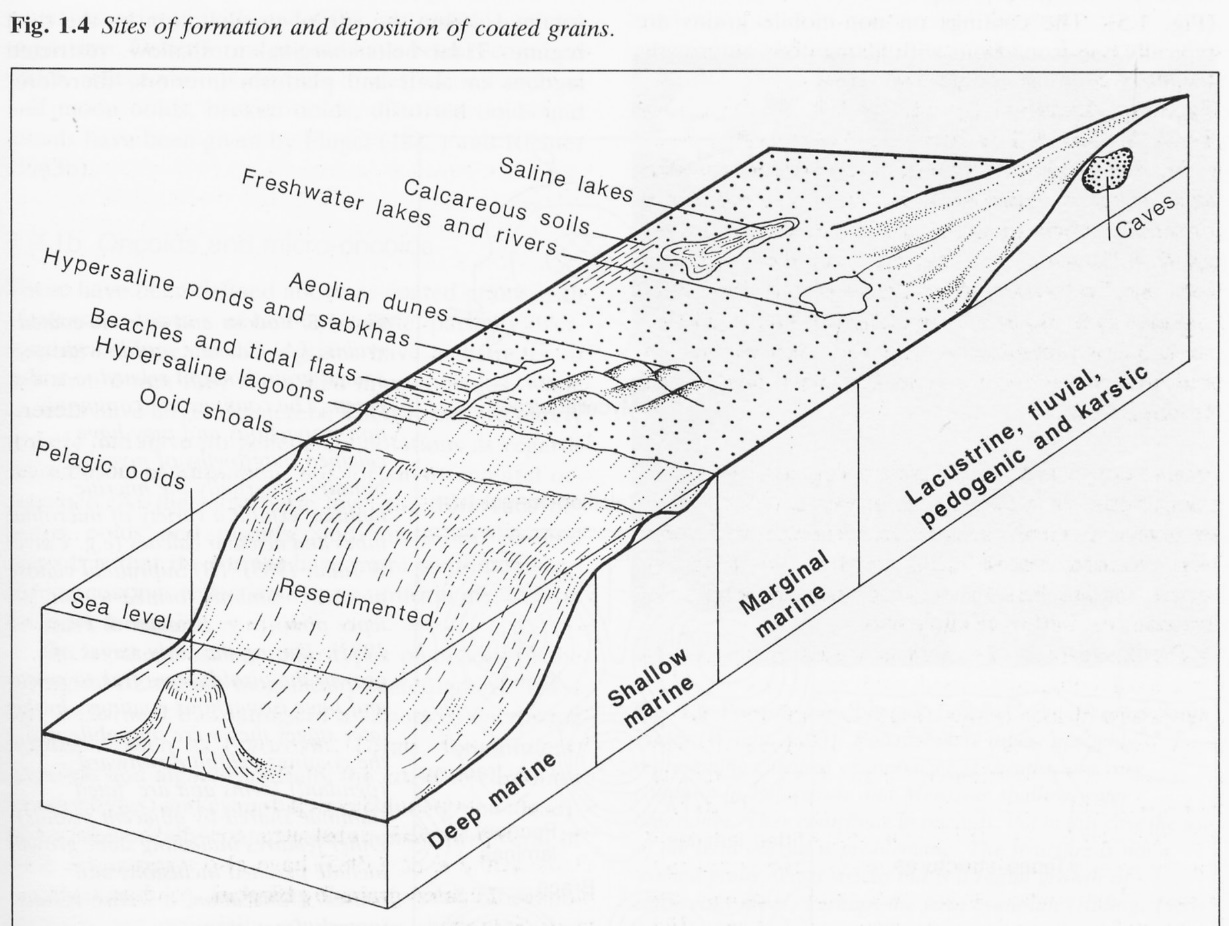 Fig. 1.4 Sites of formation and deposition of coated grains.
Saline lakes
Calcareous soils
Freshwater lakes and rivers
Aeolian dunes
Hypersaline ponds and sabkhas
Beaches and tidal flats
Hypersaline lagoons
Ooid shoals
Pelagic ooids
Caves
Resedimented
Sea level
Lacustrine, fluvial,
pedogenic and karstic
Marginal
marine
Shallow
marine
Deep marine